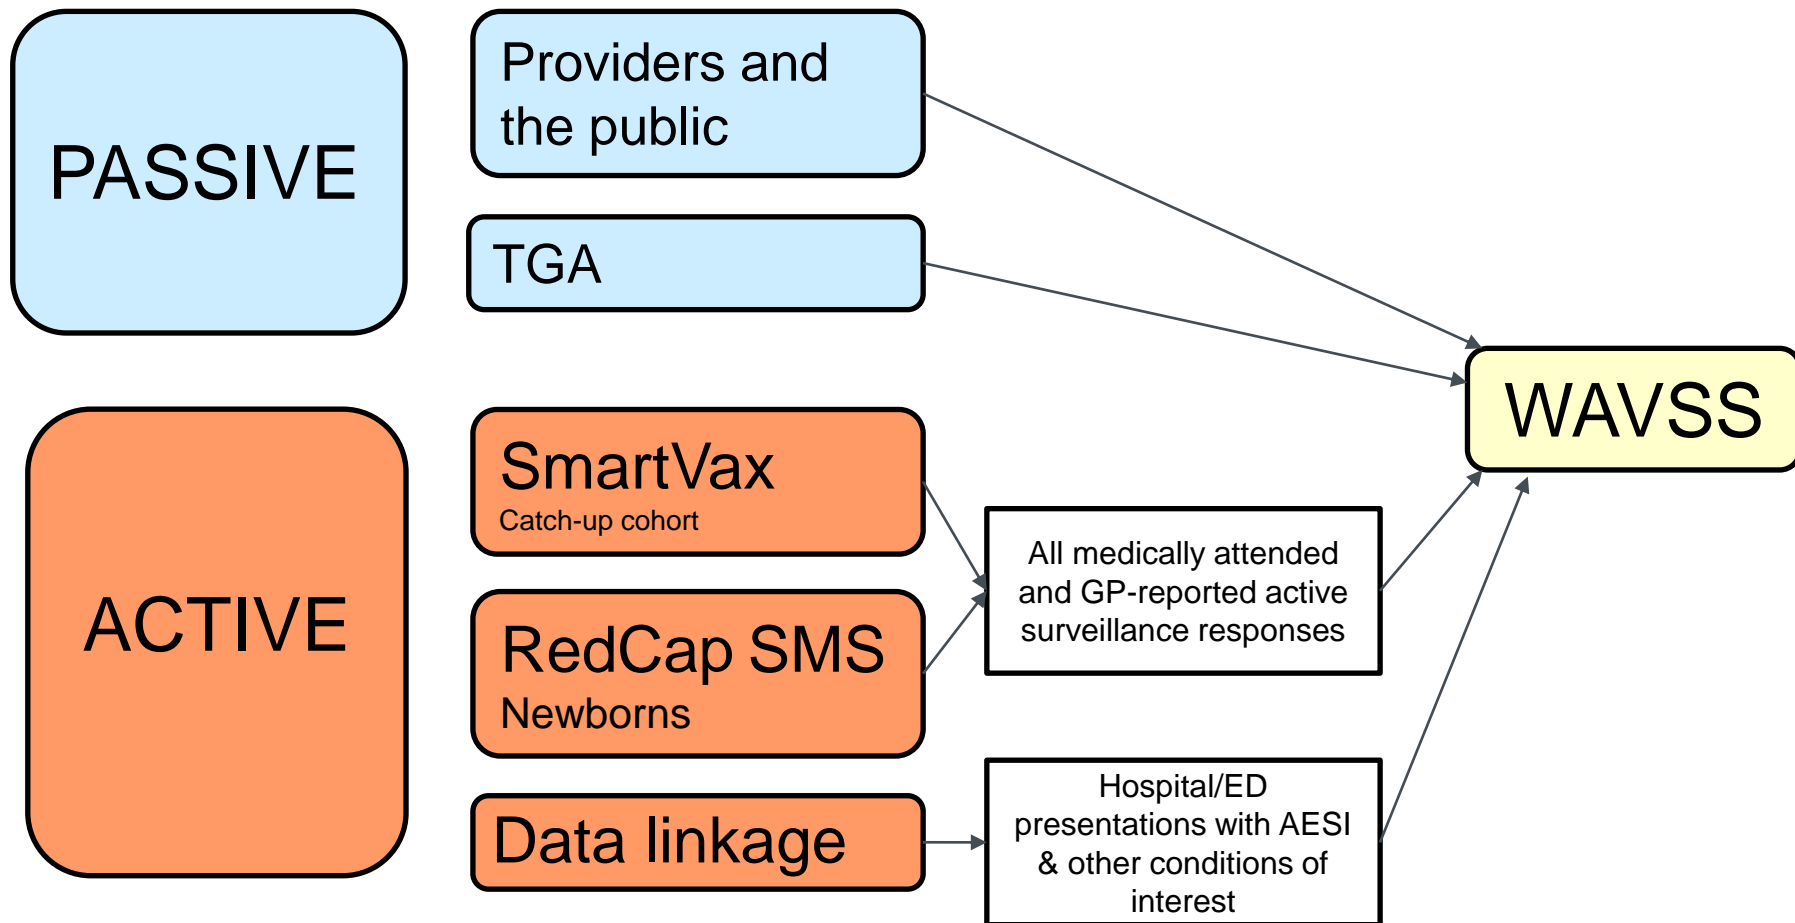 PASSIVE
Providers and
the public
TGA
WAVSS
ACTIVE
SmartVax
Catch-up cohort
RedCap SMS
Newborns
Data linkage
All medically attended
and GP-reported active
surveillance responses
Hospital/ED
presentations with AESI
& other conditions of
interest